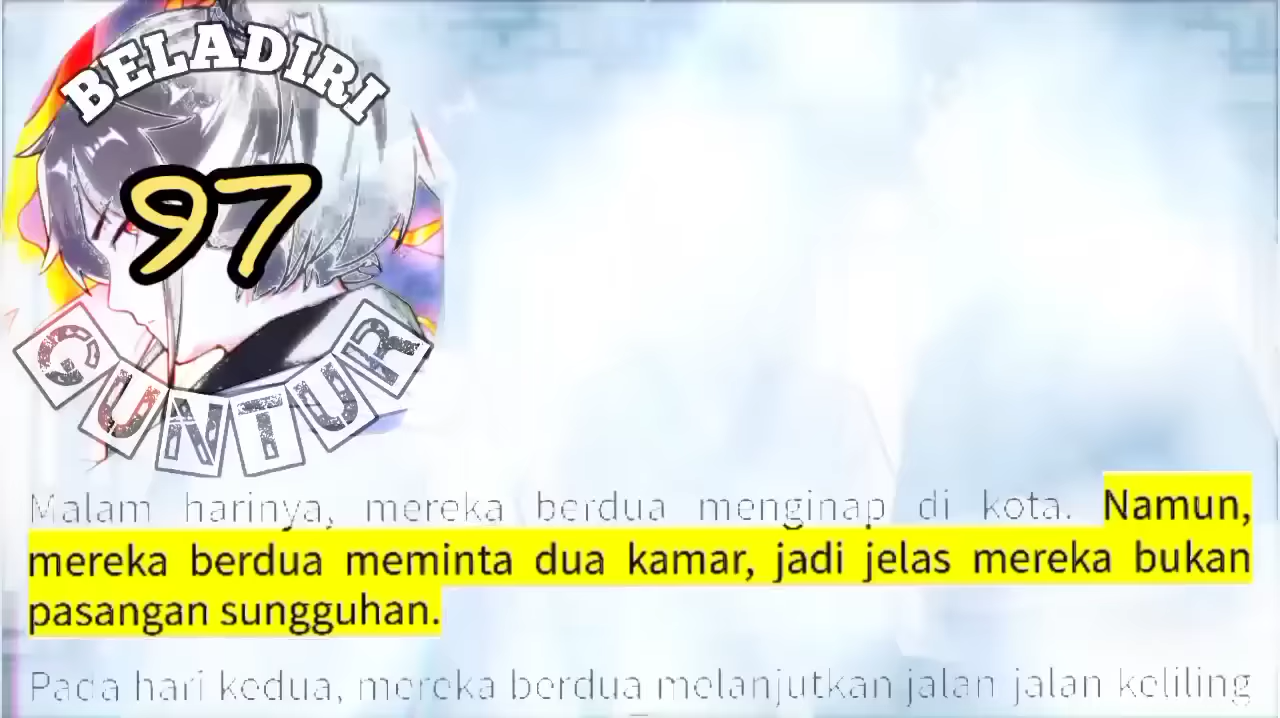 BELADIRI
97
GUNTUR
Malam harinya, mereka berdua menginap di kota. Namun,
mereka berdua meminta dua kamar, jadi jelas mereka bukan
pasangan sungguhan.
Pada hari kedua, mereka berdua melanjutkan jalan jalan keliling